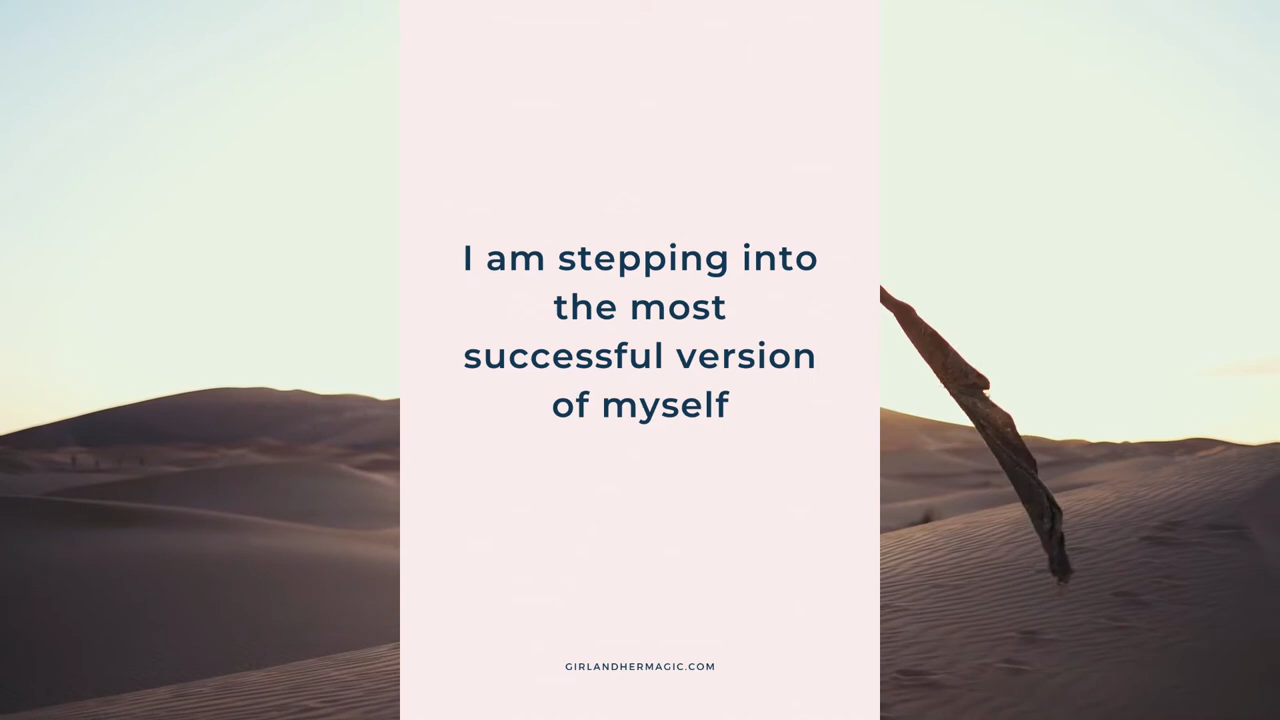 I am stepping into
the most
successful version
of myself
GIRLANDHERMAGIC.COM